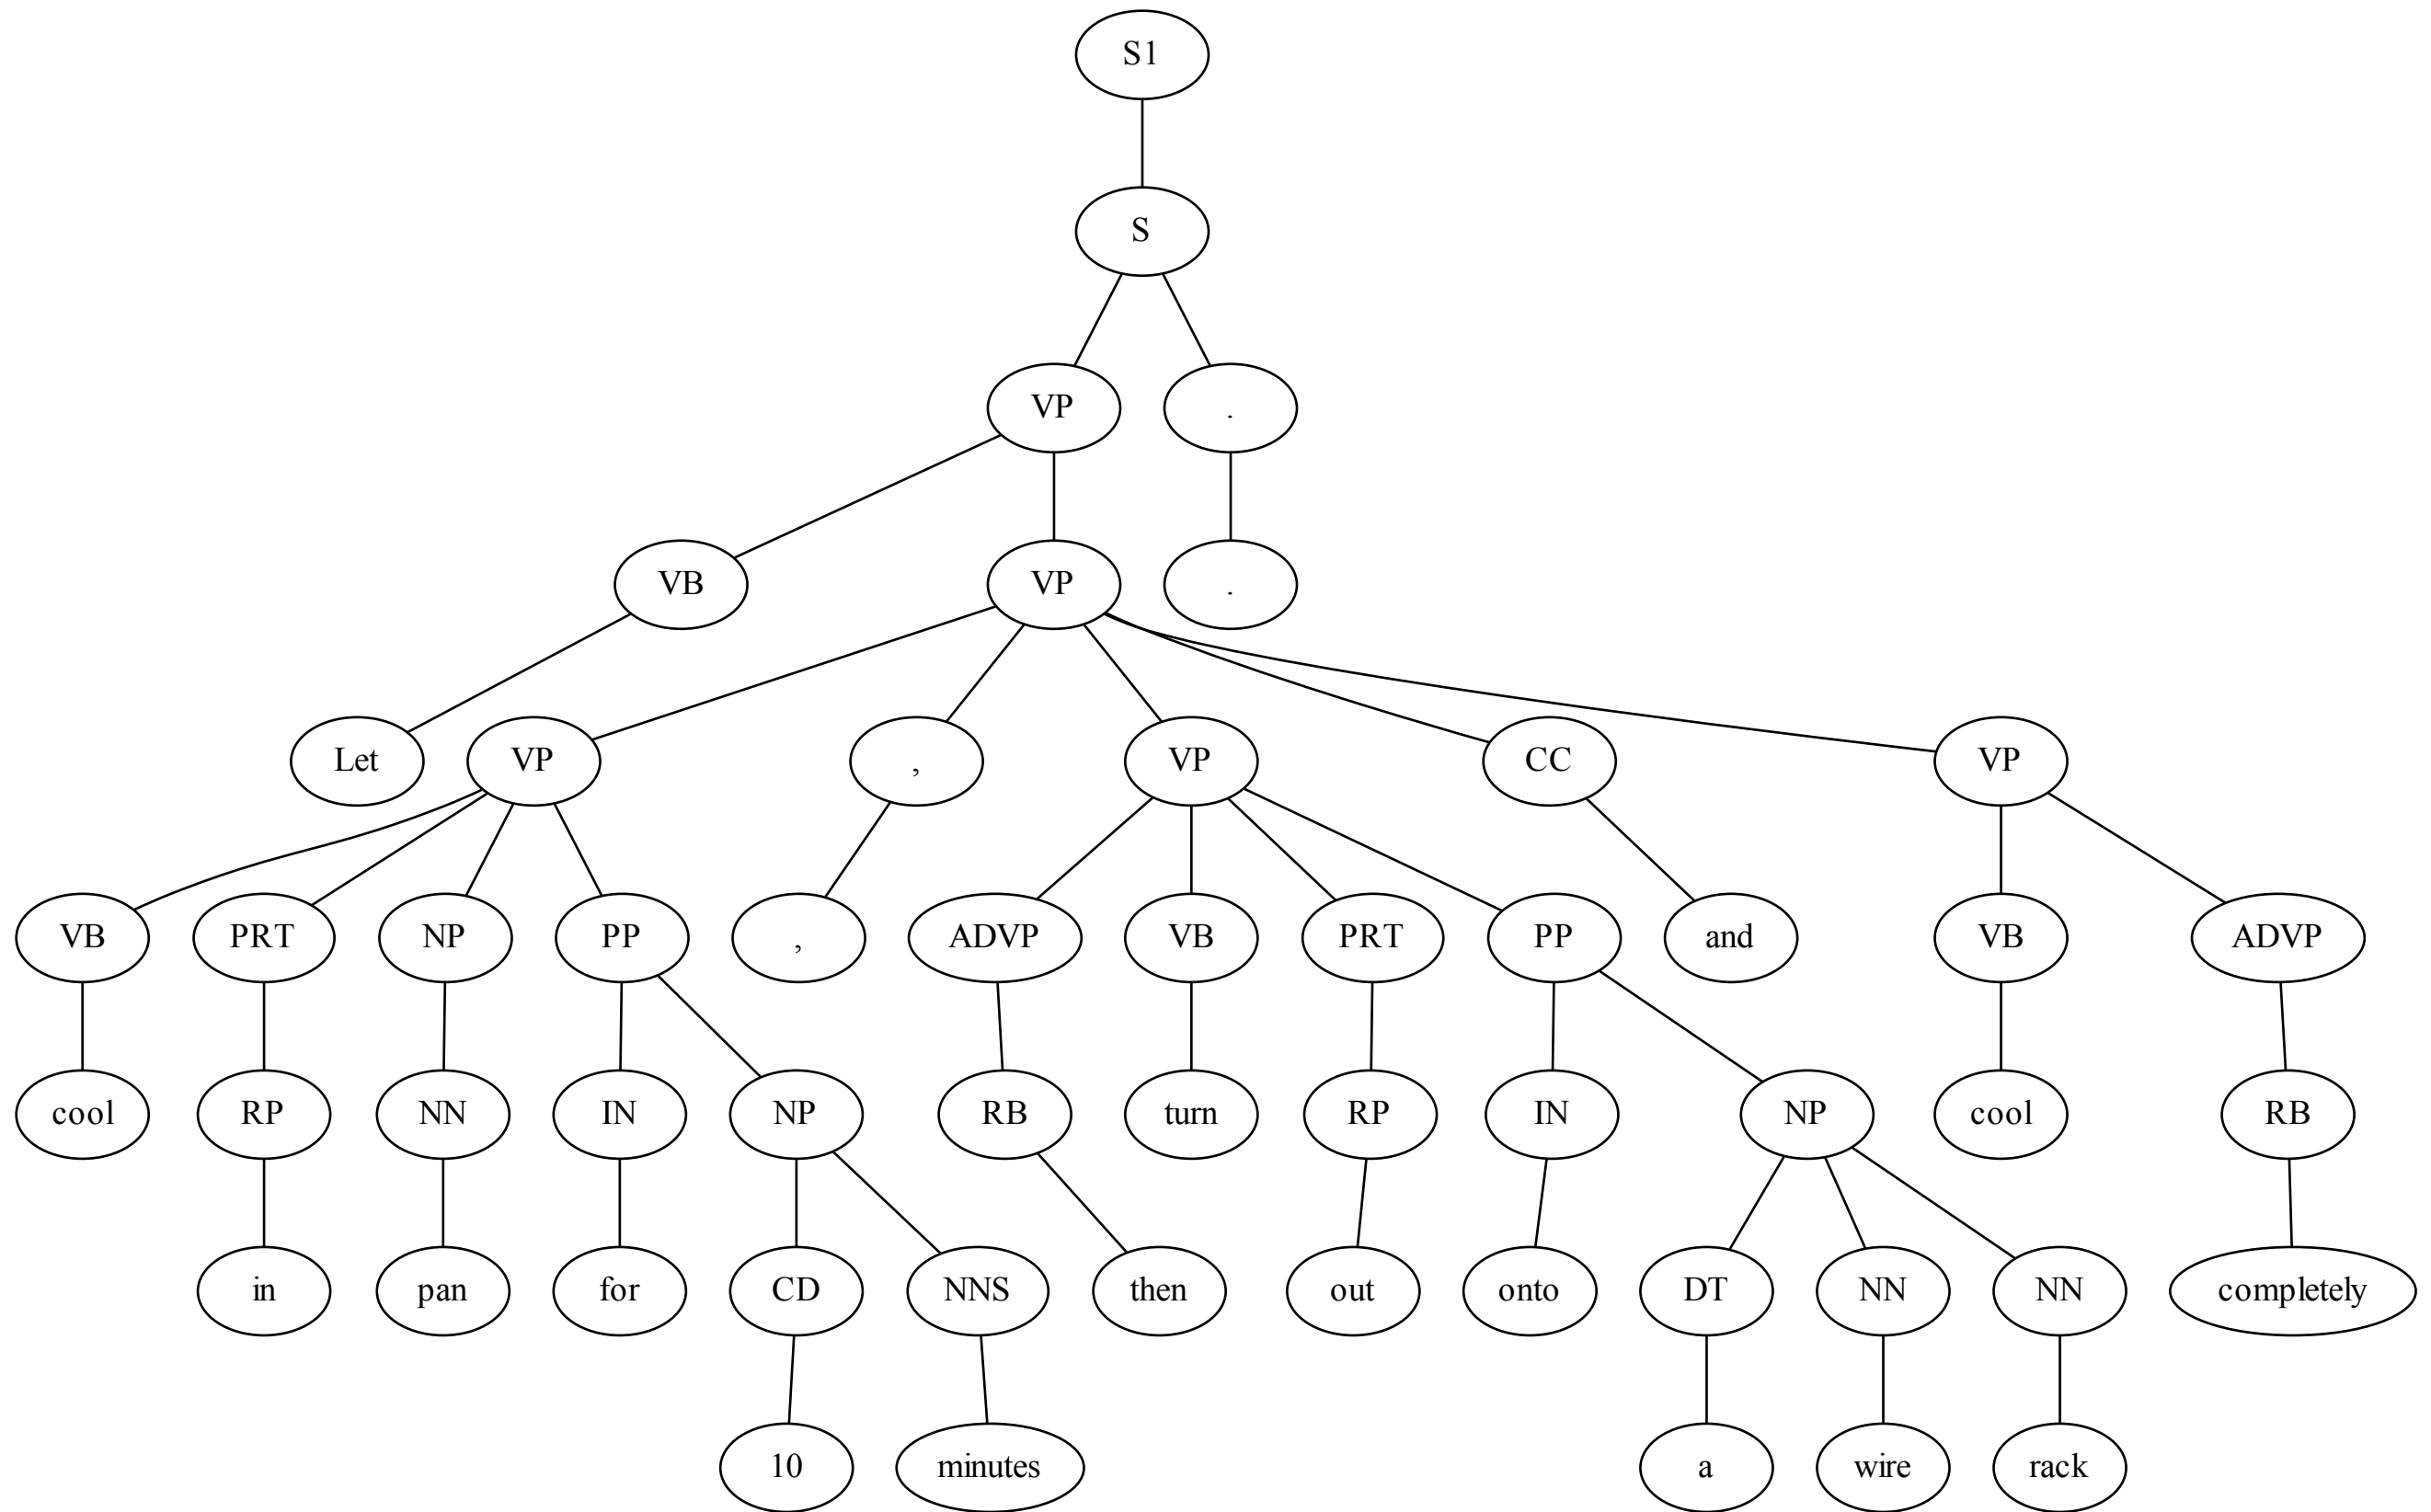 S1
S
VP .
VB VP .
Let VP , VP CC VP
VB PRT NP PP , ADVP VB PRT PP and VB ADVP
cool RP NN IN NP RB turn RP IN NP cool RB
in pan for CD NNS then out onto DT NN NN completely
10 minutes a wire rack